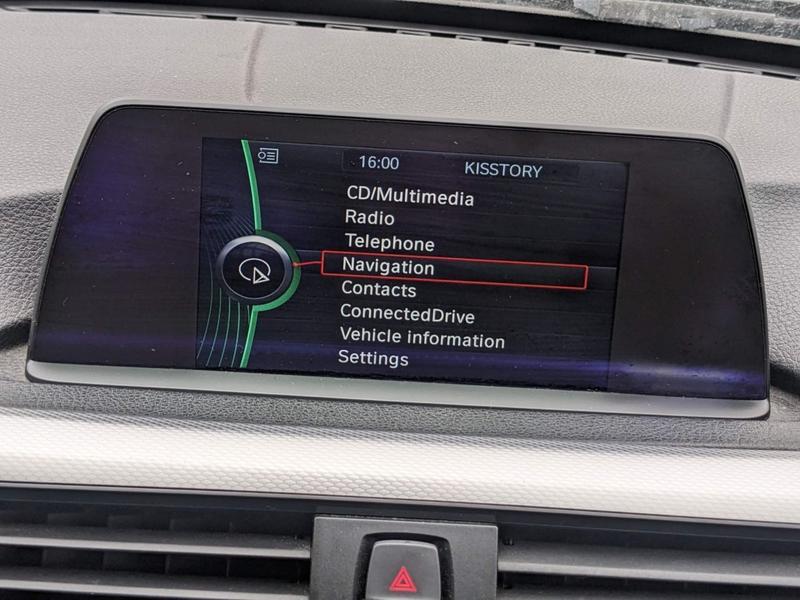 16:00 KISSTORY
CD/Multimedia
Radio
Telephone
Navigation
Contacts
ConnectedDrive
Vehicle information
Settings